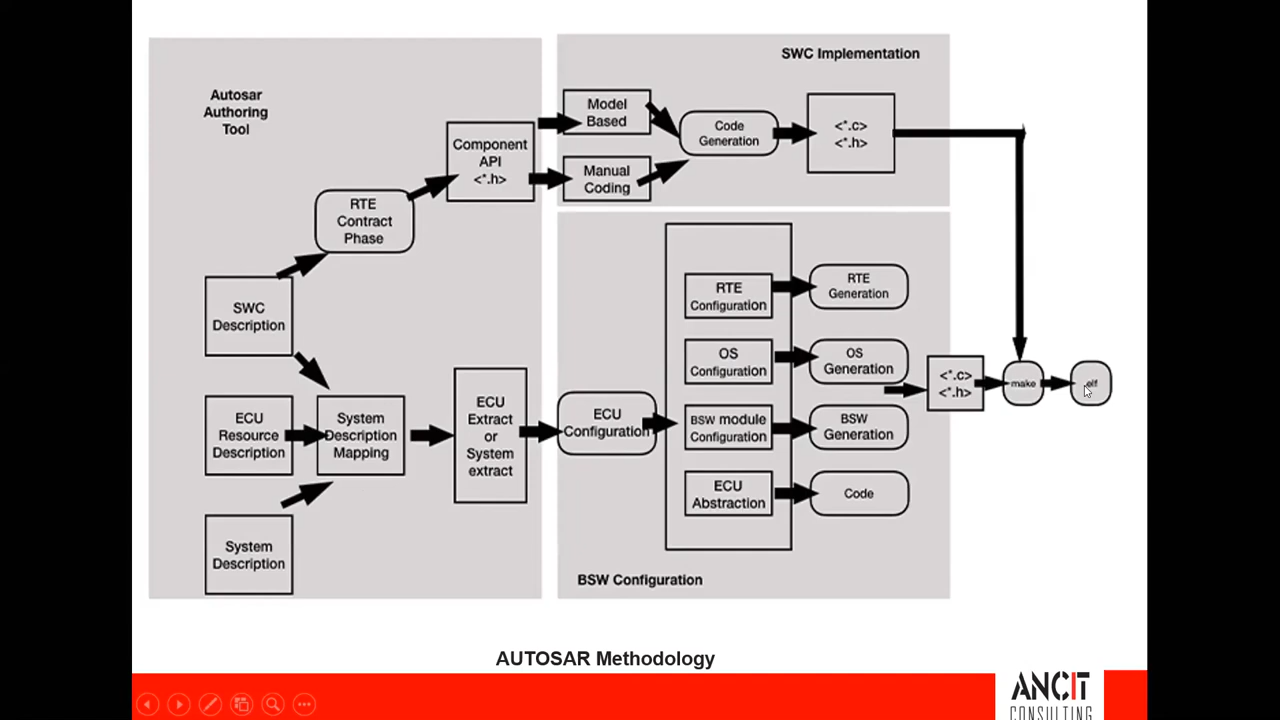 Autosar
Authoring
Tool
SWC
Description
ECU
Resource
Description
System
Description
RTE
Contract
Phase
System
Description
Mapping
Component
API
<*.h>
ECU
Extract
or
System
extract
SWC Implementation
Model
Based
Manual
Coding
Code
Generation
<*.c>
<*.h>
ECU
Configuration
RTE
Configuration
OS
Configuration
BSW module
Configuration
ECU
Abstraction
RTE
Generation
OS
Generation
BSW
Generation
Code
BSW Configuration
<*.c>
<*.h>
make
.elf
AUTOSAR Methodology
ANCIT
CONSULTING